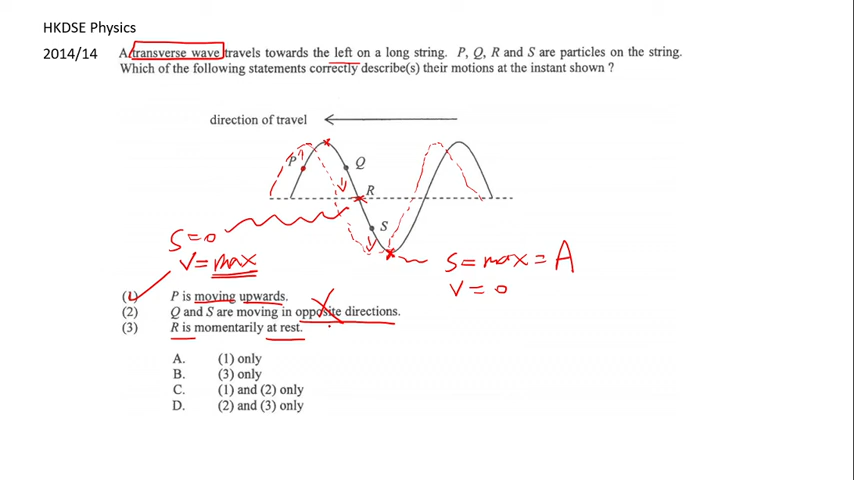 HKDSE Physics
2014/14
A transverse wave travels towards the left on a long string. P, Q, R and S are particles on the string.
Which of the following statements correctly describe(s) their motions at the instant shown ?
direction of travel
P
Q
R
S
S=0
V=max
S=max=A
V=0
(1) P is moving upwards.
(2) Q and S are moving in opposite directions.
(3) R is momentarily at rest.
A. (1) only
B. (3) only
C. (1) and (2) only
D. (2) and (3) only